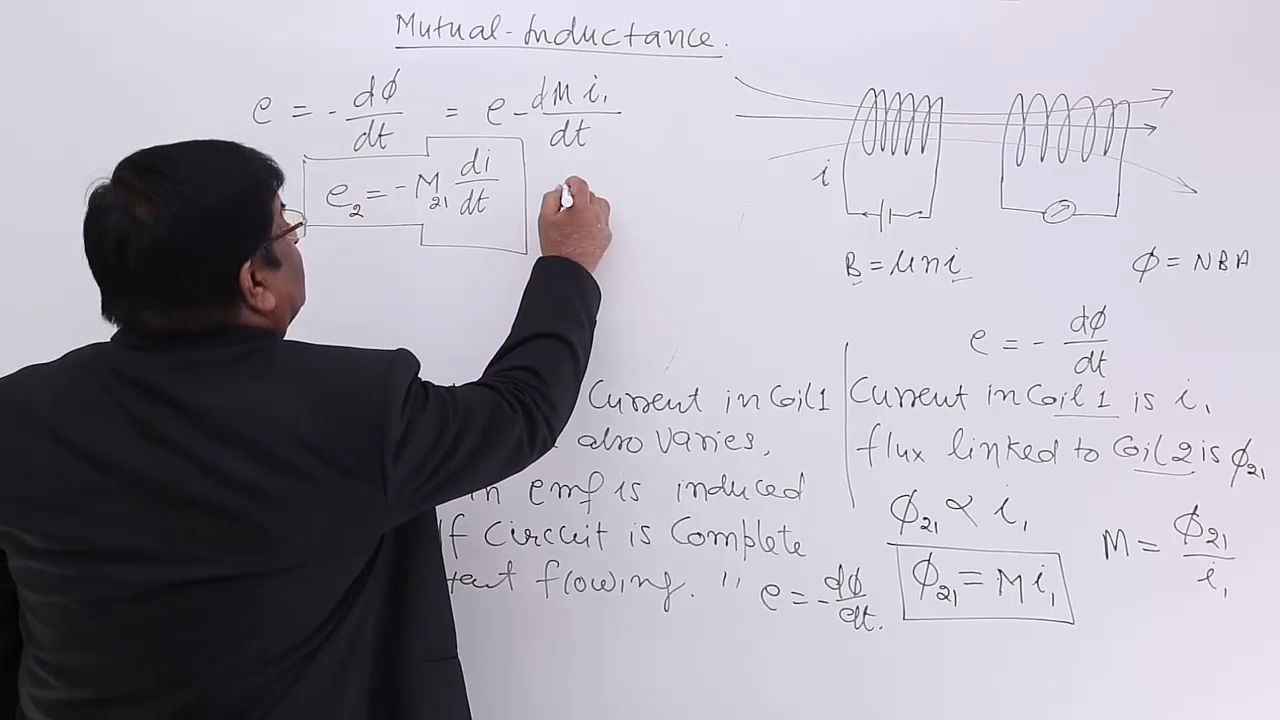 Mutual-Inductance.
e = - dϕ/dt = e - dM i₁/dt
e₂ = - M₂₁ di/dt
i
B = μni
ϕ = NBA
e = - dϕ/dt
Current in Coil 1
also varies,
emf is induced
If Circuit is Complete
flowing. "
e = - dϕ/dt.
Current in Coil 1 is i₁
flux linked to Coil 2 is ϕ₂₁
ϕ₂₁ ∝ i₁
ϕ₂₁ = Mi₁
M = ϕ₂₁/i₁